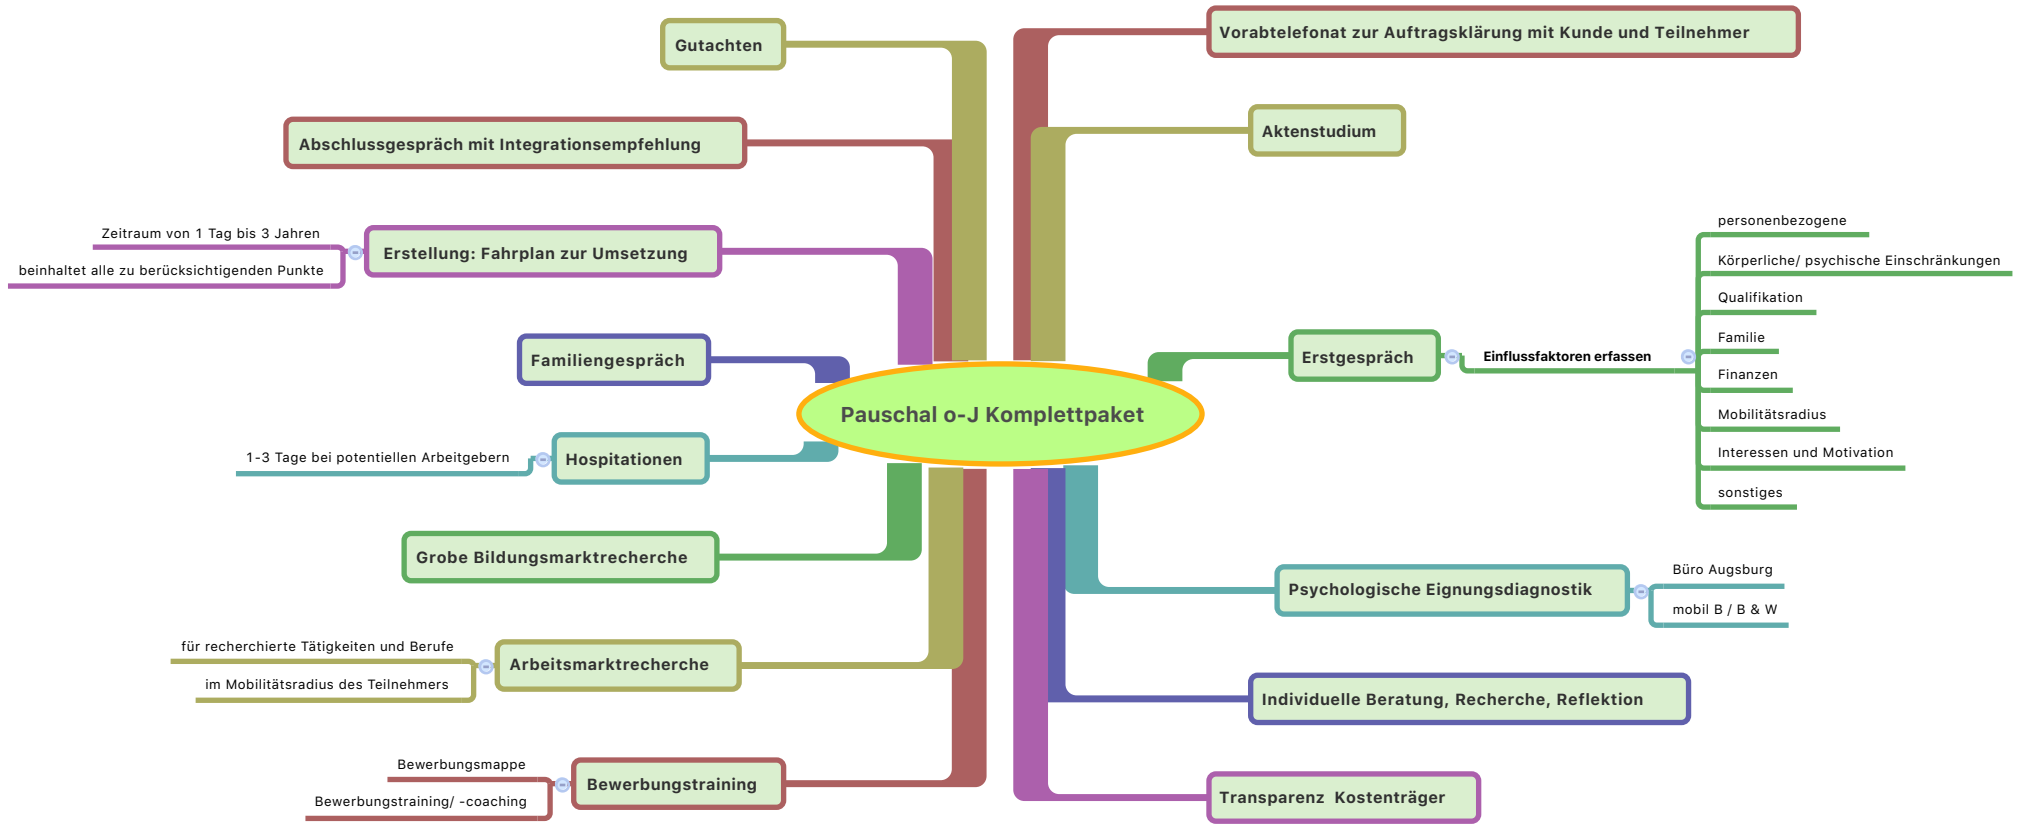 Pauschal o-J Komplettpaket
Vorabtelefonat zur Auftragsklärung mit Kunde und Teilnehmer
Aktenstudium
Erstgespräch
Einflussfaktoren erfassen
personenbezogene
Körperliche/ psychische Einschränkungen
Qualifikation
Familie
Finanzen
Mobilitätsradius
Interessen und Motivation
sonstiges
Psychologische Eignungsdiagnostik
Büro Augsburg
mobil B / B & W
Individuelle Beratung, Recherche, Reflektion
Transparenz  Kostenträger
Bewerbungstraining
Bewerbungsmappe
Bewerbungstraining/ -coaching
Arbeitsmarktrecherche
für recherchierte Tätigkeiten und Berufe
im Mobilitätsradius des Teilnehmers
Grobe Bildungsmarktrecherche
Hospitationen
1-3 Tage bei potentiellen Arbeitgebern
Familiengespräch
Erstellung: Fahrplan zur Umsetzung
Zeitraum von 1 Tag bis 3 Jahren
beinhaltet alle zu berücksichtigenden Punkte
Abschlussgespräch mit Integrationsempfehlung
Gutachten